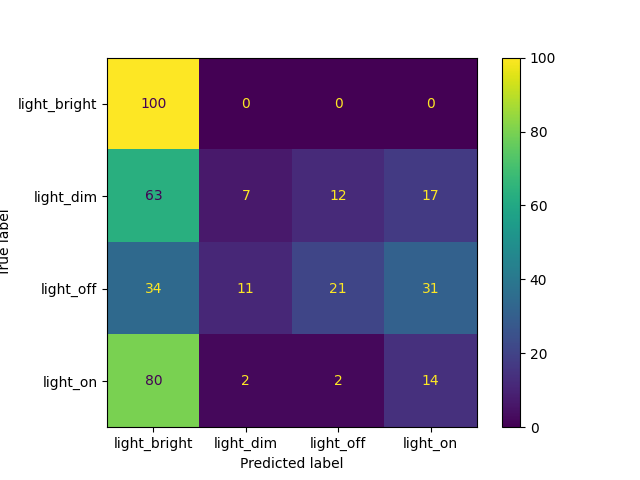 100
light_bright 100 0 0 0
80
light_dim 63 7 12 17
60
True label
light_off 34 11 21 31
40
20
light_on 80 2 2 14
0
light_bright light_dim light_off light_on
Predicted label